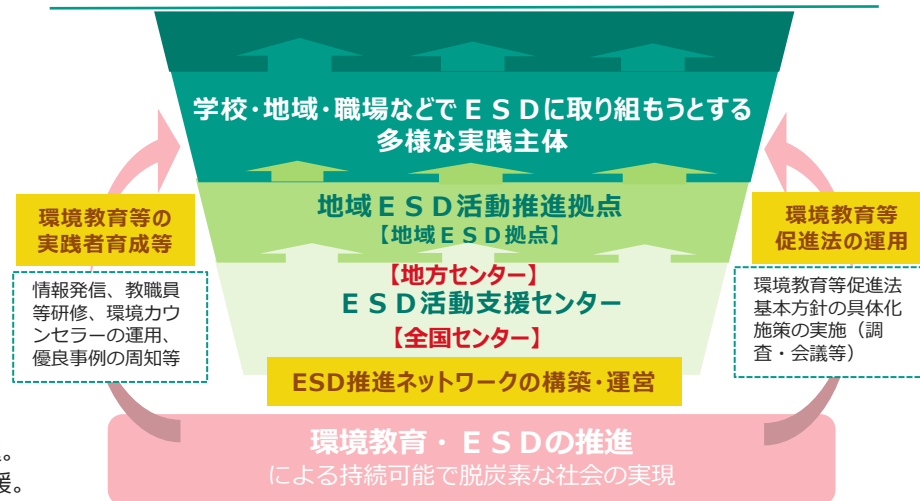 学校・地域・職場などでＥＳＤに取り組もうとする
多様な実践主体
地域ＥＳＤ活動推進拠点
【地域ＥＳＤ拠点】
【地方センター】
ＥＳＤ活動支援センター
【全国センター】
ESD推進ネットワークの構築・運営
環境教育等の
実践者育成等
情報発信、教職員
等研修、環境カウ
ンセラーの運用、
優良事例の周知等
環境教育等
促進法の運用
環境教育等促進法
基本方針の具体化
施策の実施（調
査・会議等）
環境教育・ＥＳＤの推進
による持続可能で脱炭素な社会の実現
。
援。